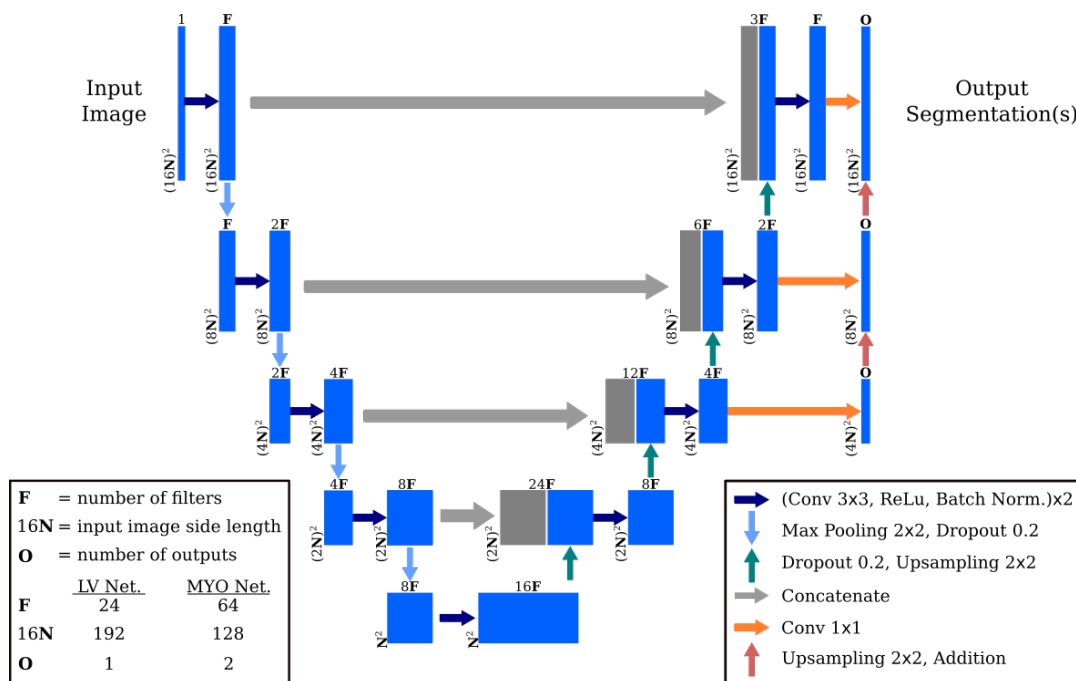 1 F 3F F O
Input
Image
Output
Segmentation(s)
(16N)² (16N)² (16N)² (16N)² (16N)²
F 2F 6F 2F O
(8N)² (8N)² (8N)² (8N)² (8N)²
2F 4F 12F 4F O
(4N)² (4N)² (4N)² (4N)² (4N)²
4F 8F 24F 8F
(2N)² (2N)² (2N)² (2N)²
8F 16F
N² N²
F = number of filters
16N = input image side length
O = number of outputs
LV Net. MYO Net.
F 24 64
16N 192 128
O 1 2
(Conv 3x3, ReLu, Batch Norm.)x2
Max Pooling 2x2, Dropout 0.2
Dropout 0.2, Upsampling 2x2
Concatenate
Conv 1x1
Upsampling 2x2, Addition